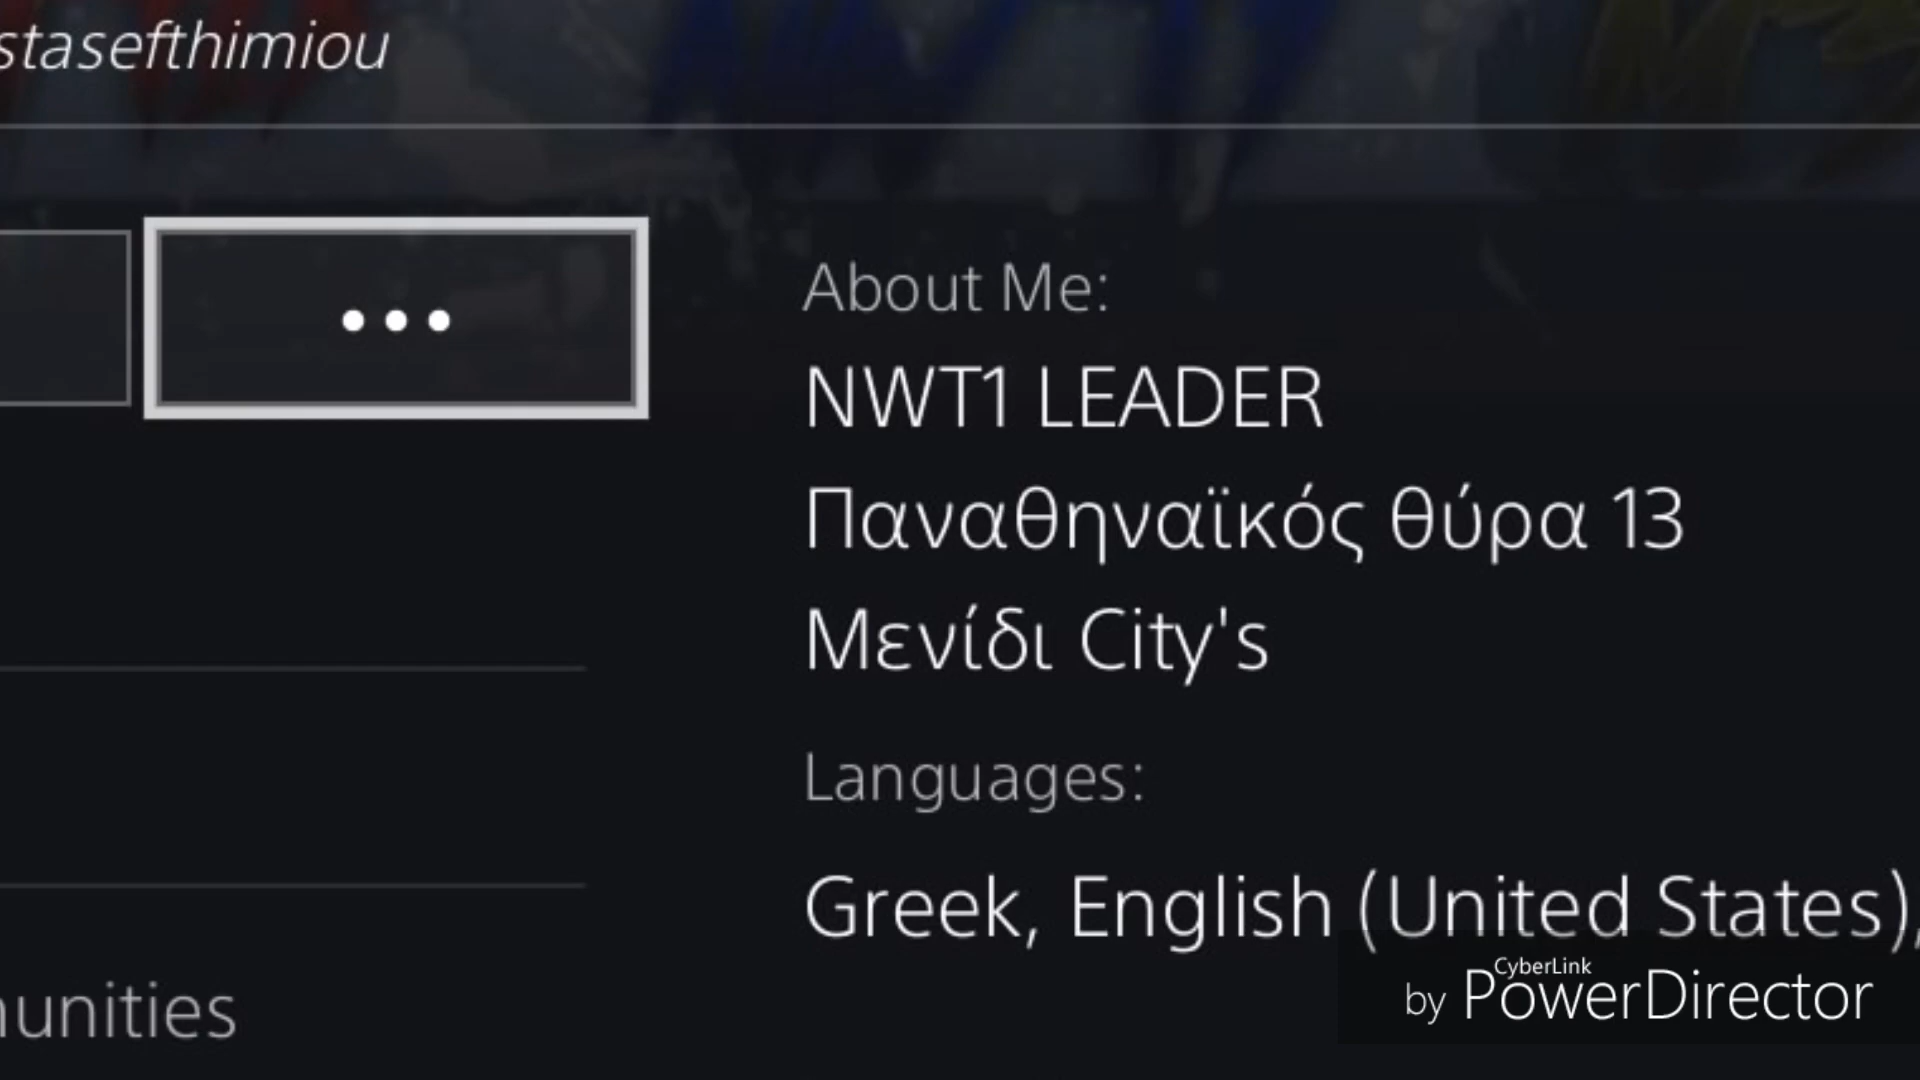 stasefthimiou
•••
About Me:
NWT1 LEADER
Παναθηναϊκός θύρα 13
Μενίδι City's
Languages:
Greek, English (United States),
unities
CyberLink
by PowerDirector